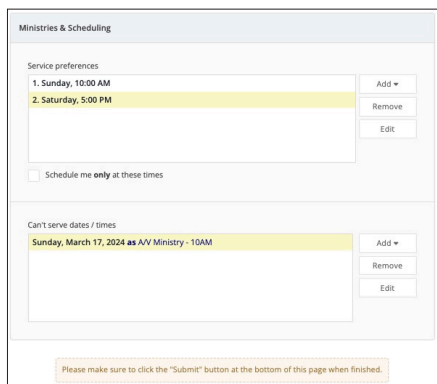 Ministries & Scheduling
Service preferences
1. Sunday, 10:00 AM
2. Saturday, 5:00 PM
Add
Remove
Edit
Schedule me only at these times
Can't serve dates / times
Sunday, March 17, 2024 as A/V Ministry - 10AM
Add
Remove
Edit
Please make sure to click the "Submit" button at the bottom of this page when finished.